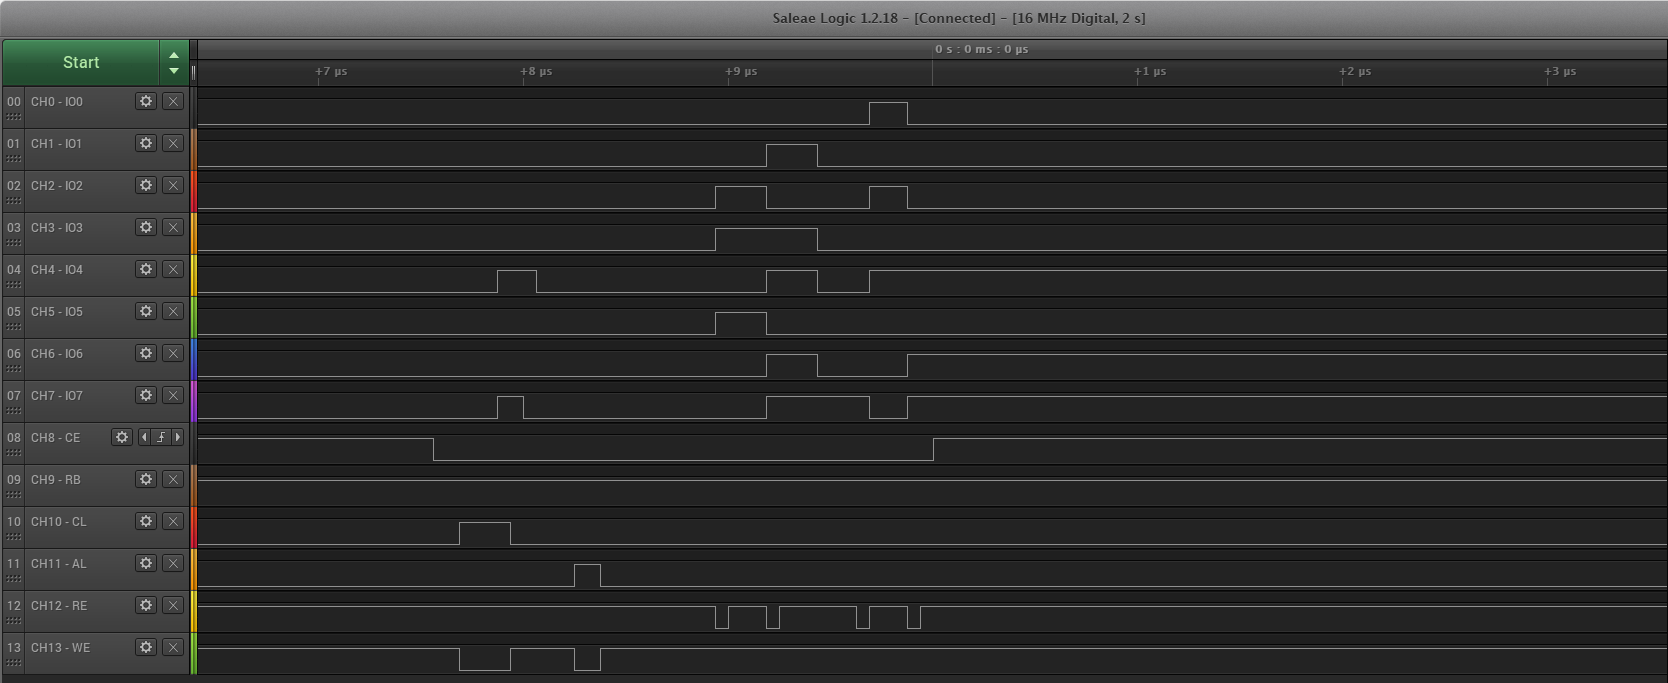 Saleae Logic 1.2.18 - [Connected] - [16 MHz Digital, 2 s]
Start
0 s : 0 ms : 0 µs
+7 µs +8 µs +9 µs +1 µs +2 µs +3 µs
00 CH0 - IO0
01 CH1 - IO1
02 CH2 - IO2
03 CH3 - IO3
04 CH4 - IO4
05 CH5 - IO5
06 CH6 - IO6
07 CH7 - IO7
08 CH8 - CE
09 CH9 - RB
10 CH10 - CL
11 CH11 - AL
12 CH12 - RE
13 CH13 - WE